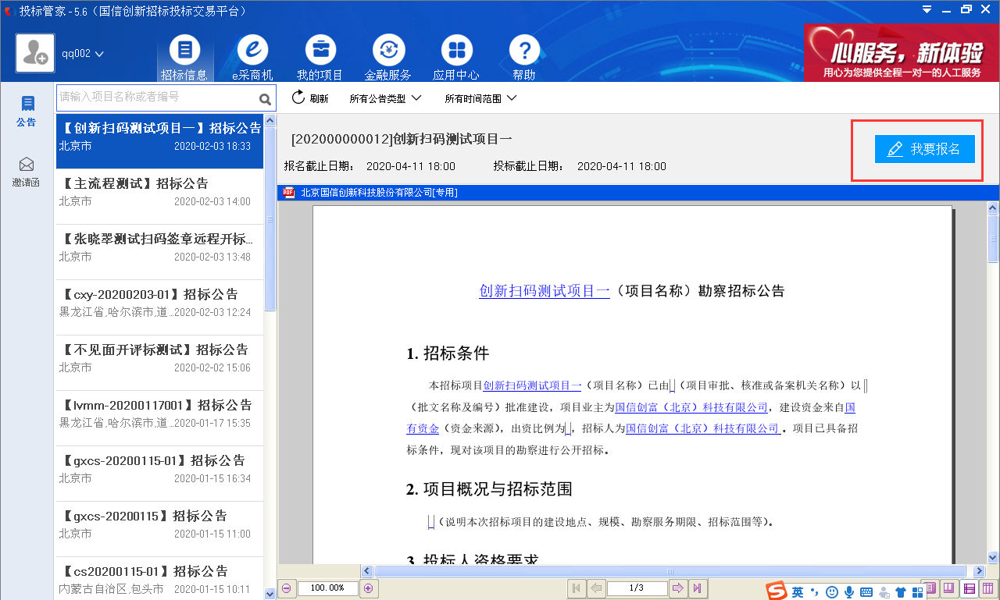 投标管家 - 5.6（国信创新招标投标交易平台）
qq002
招标信息
e采商机
我的项目
金融服务
应用中心
帮助
心服务，新体验
用心为您提供全程一对一的人工服务
公告
邀请函
请输入项目名称或者编号
刷新
所有公告类型
所有时间范围
【创新扫码测试项目一】招标公告
北京市 2020-02-03 18:33
【主流程测试】招标公告
北京市 2020-02-03 14:00
【张晓翠测试扫码签章远程开标...
北京市 2020-02-03 13:48
【cxy-20200203-01】招标公告
黑龙江省,哈尔滨市,道...2020-02-03 12:24
【不见面开评标测试】招标公告
北京市 2020-02-02 15:06
【lvmm-20200117001】招标公告
黑龙江省,哈尔滨市,道...2020-01-17 15:35
【gxcs-20200115-01】招标公告
北京市 2020-01-15 16:34
【gxcs-20200115】招标公告
北京市 2020-01-15 11:00
【cs20200115-01】招标公告
内蒙古自治区,包头市 2020-01-15 10:11
[202000000012]创新扫码测试项目一
报名截止日期： 2020-04-11 18:00 投标截止日期： 2020-04-11 18:00
我要报名
PDF 北京国信创新科技股份有限公司[专用]
创新扫码测试项目一（项目名称）勘察招标公告
1. 招标条件
本招标项目创新扫码测试项目一（项目名称）已由 （项目审批、核准或备案机关名称）以
（批文名称及编号）批准建设，项目业主为国信创富（北京）科技有限公司，建设资金来自国
有资金（资金来源），出资比例为 ，招标人为国信创富（北京）科技有限公司 。项目已具备招
标条件，现对该项目的勘察进行公开招标。
2. 项目概况与招标范围
（说明本次招标项目的建设地点、规模、勘察服务期限、招标范围等）。
3. 投标人资格要求
100.00%
1/3
英